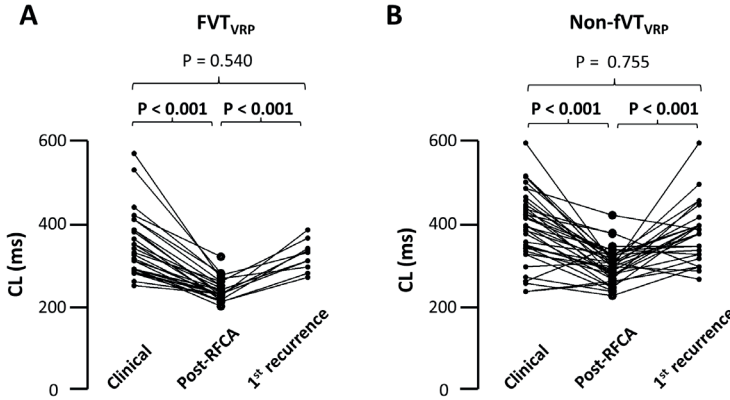 A
FVT_VRP
P = 0.540
P < 0.001 P < 0.001
600
400
200
0
CL (ms)
Clinical
Post-RFCA
1st recurrence
B
Non-fVT_VRP
P = 0.755
P < 0.001 P < 0.001
600
400
200
0
CL (ms)
Clinical
Post-RFCA
1st recurrence